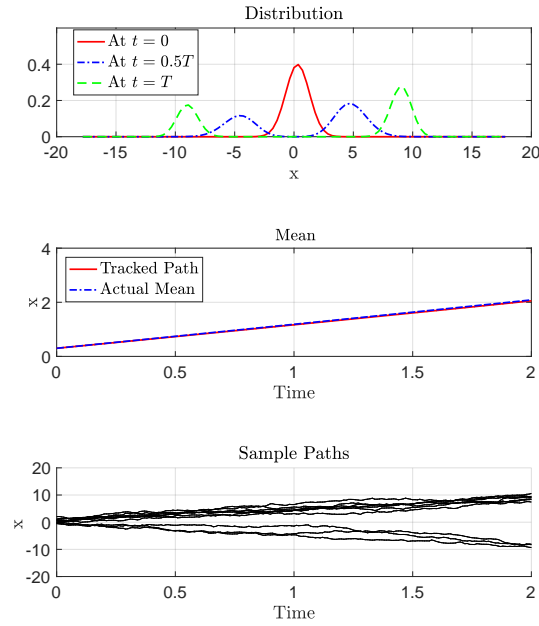 Distribution
At t = 0
At t = 0.5T
At t = T
0.4
0.2
0
-20 -15 -10 -5 0 5 10 15 20
x
Mean
Tracked Path
Actual Mean
4
2
0
x
0 0.5 1 1.5 2
Time
Sample Paths
20
10
0
-10
-20
x
0 0.5 1 1.5 2
Time